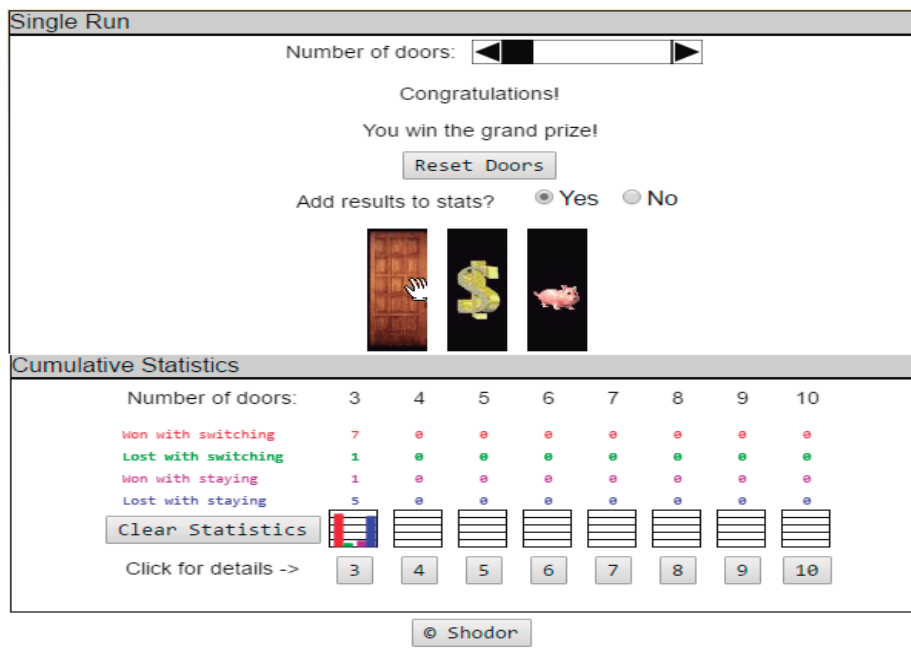 Single Run
Number of doors:
Congratulations!
You win the grand prize!
Reset Doors
Add results to stats? Yes No
Cumulative Statistics
Number of doors: 3 4 5 6 7 8 9 10
Won with switching 7 0 0 0 0 0 0 0
Lost with switching 1 0 0 0 0 0 0 0
Won with staying 1 0 0 0 0 0 0 0
Lost with staying 5 0 0 0 0 0 0 0
Clear Statistics
Click for details -> 3 4 5 6 7 8 9 10
© Shodor